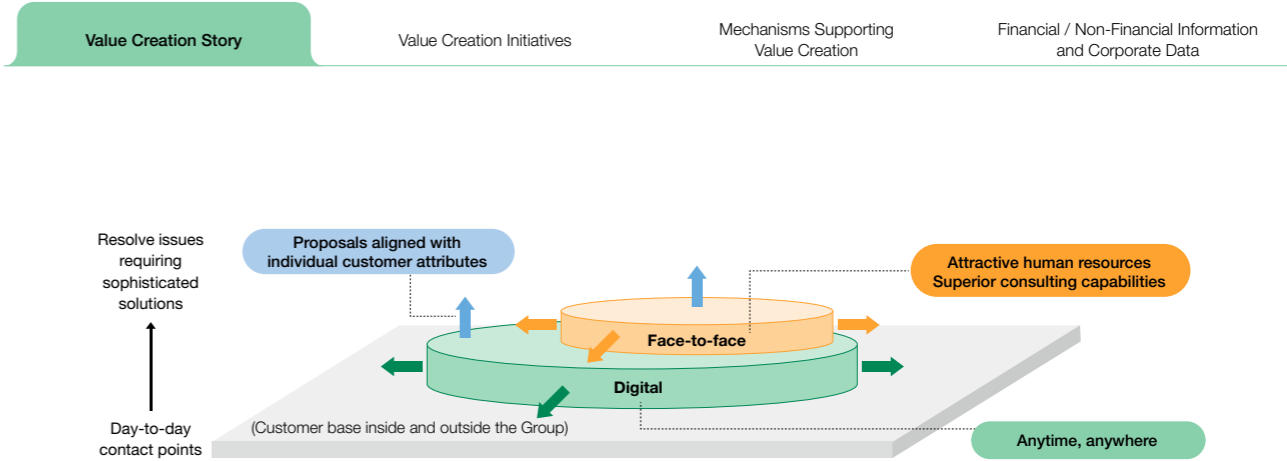 Value Creation Story
Value Creation Initiatives
Mechanisms Supporting
Value Creation
Financial / Non-Financial Information
and Corporate Data
Resolve issues
requiring
sophisticated
solutions
Proposals aligned with
individual customer attributes
Attractive human resources
Superior consulting capabilities
Face-to-face
Digital
(Customer base inside and outside the Group)
Day-to-day
contact points
Anytime, anywhere